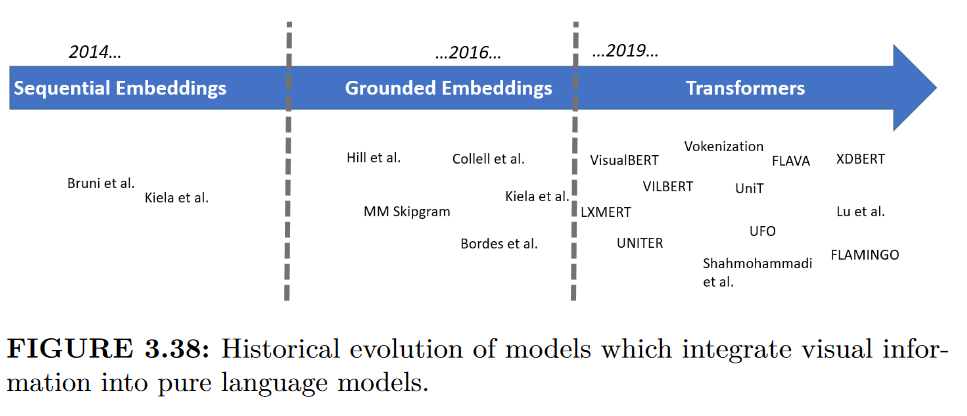 2014...
...2016...
...2019...
Sequential Embeddings
Grounded Embeddings
Transformers
Bruni et al.
Kiela et al.
Hill et al.
Collell et al.
Kiela et al.
MM Skipgram
Bordes et al.
VisualBERT
Vokenization
FLAVA
XDBERT
VILBERT
UniT
LXMERT
Lu et al.
UNITER
UFO
FLAMINGO
Shahmohammadi
et al.
FIGURE 3.38: Historical evolution of models which integrate visual infor-
mation into pure language models.